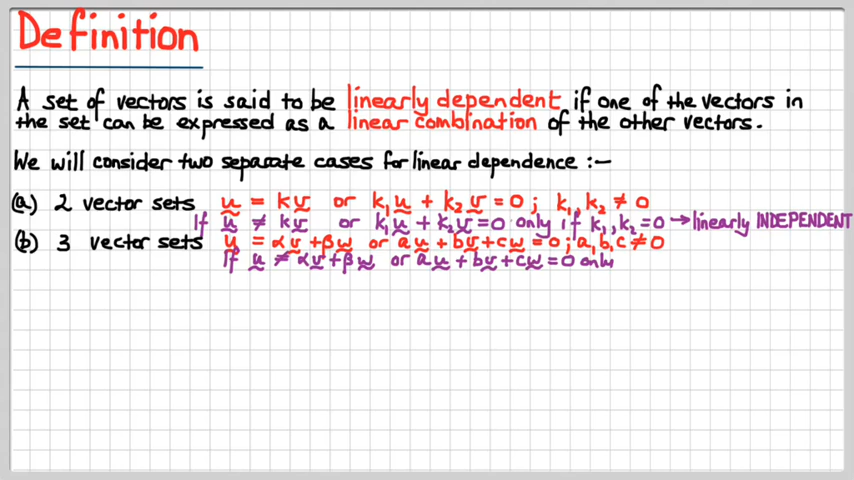 Definition
A set of vectors is said to be linearly dependent if one of the vectors in
the set can be expressed as a linear combination of the other vectors.
We will consider two separate cases for linear dependence :-
(a) 2 vector sets u = kv or k₁u + k₂v = 0 ; k₁, k₂ ≠ 0
If u ≠ kv or k₁u + k₂v = 0 only if k₁, k₂ = 0 → linearly INDEPENDENT
(b) 3 vector sets u = αv + βw or au + bv + cw = 0 ; a, b, c ≠ 0
If u ≠ αv + βw or au + bv + cw = 0 only